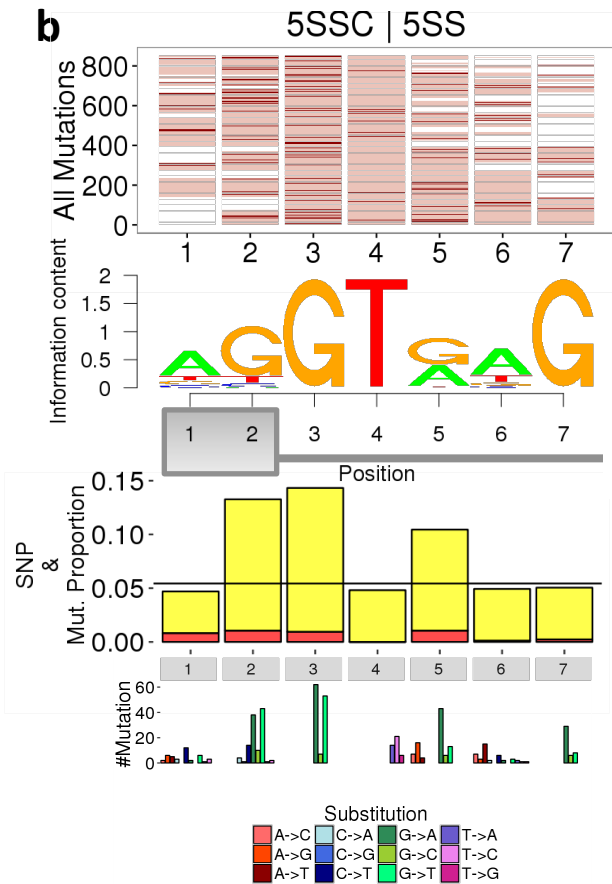 b
5SSC | 5SS
All Mutations
800
600
400
200
0
1 2 3 4 5 6 7
Information content
2
1.5
1
0.5
0
A G G T G A G
A
1 2 3 4 5 6 7
Position
SNP
&
Mut. Proportion
0.15
0.10
0.05
0.00
1 2 3 4 5 6 7
#Mutation
60
40
20
0
Substitution
A->C C->A G->A T->A
A->G C->G G->C T->C
A->T C->T G->T T->G